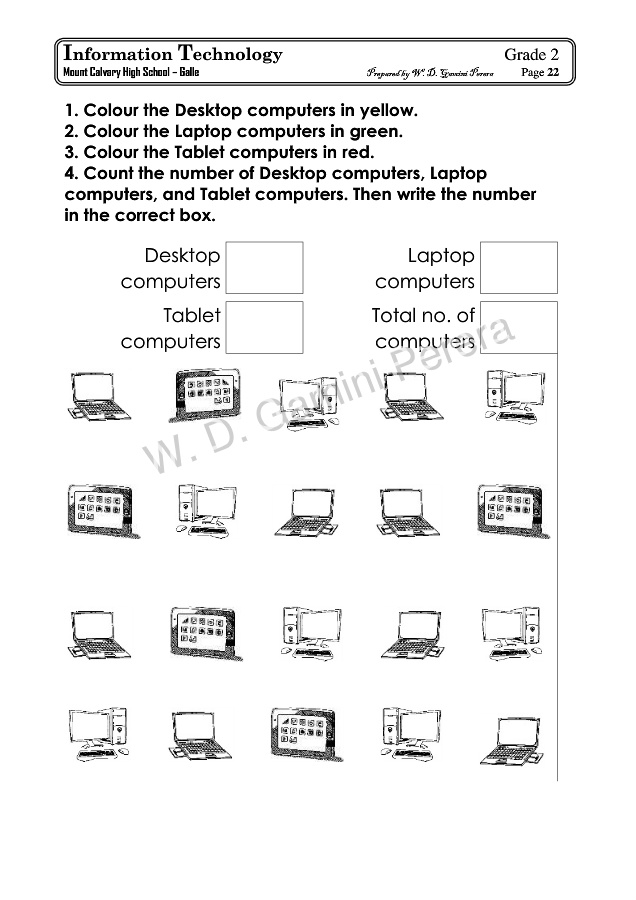 Information Technology Grade 2
Mount Calvary High School – Galle Prepared by W. D. Gamini Perera Page 22
1. Colour the Desktop computers in yellow.
2. Colour the Laptop computers in green.
3. Colour the Tablet computers in red.
4. Count the number of Desktop computers, Laptop
computers, and Tablet computers. Then write the number
in the correct box.
Desktop
computers
Laptop
computers
Tablet
computers
Total no. of
computers
W. D. Gamini Perera